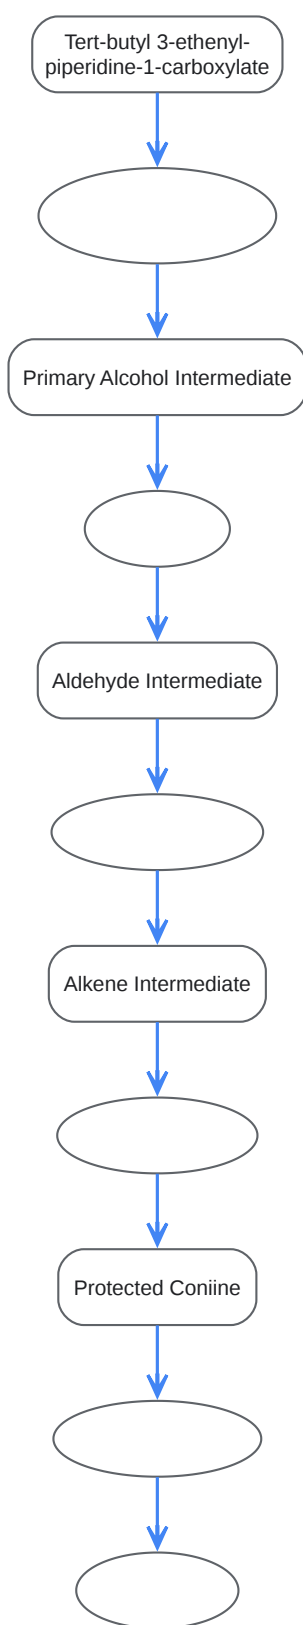 Tert-butyl 3-ethenyl-
piperidine-1-carboxylate
Primary Alcohol Intermediate
Aldehyde Intermediate
Alkene Intermediate
Protected Coniine